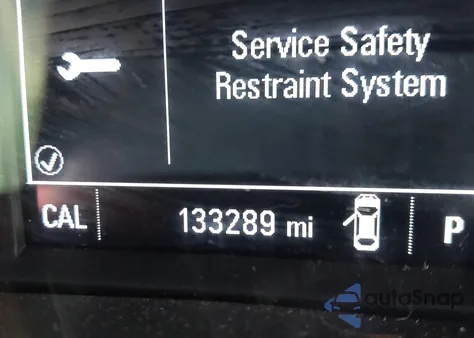 Service Safety
Restraint System
CAL 133289 mi P
autoSnap